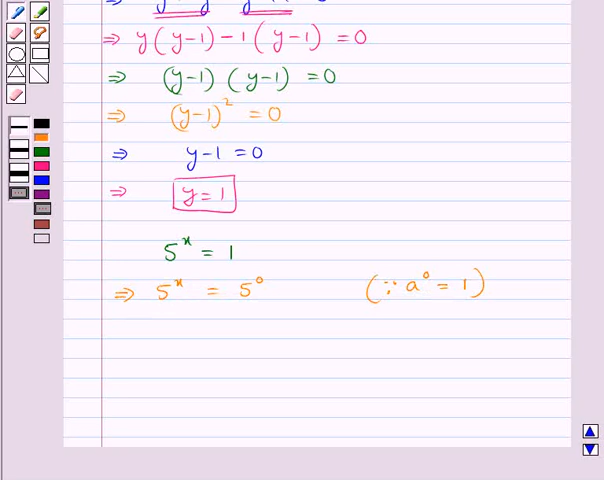 ⇒ y(y-1)-1(y-1) = 0
⇒ (y-1)(y-1) = 0
⇒ (y-1)² = 0
⇒ y-1 = 0
⇒ y = 1
5ˣ = 1
⇒ 5ˣ = 5⁰ (∵ a⁰ = 1)